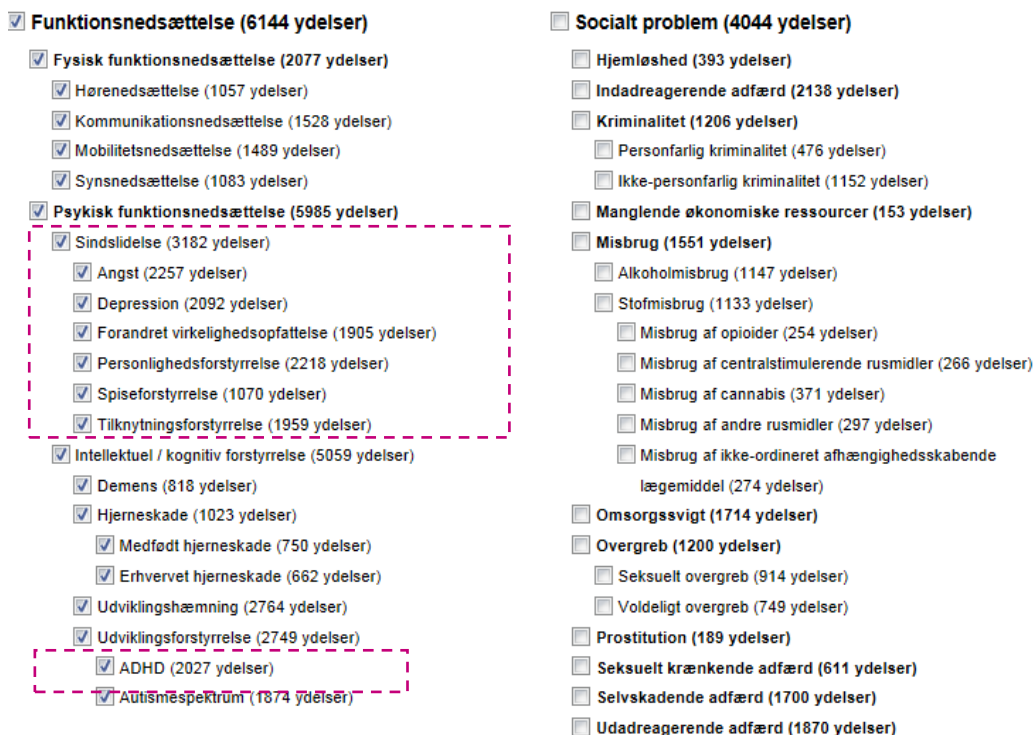 Funktionsnedsættelse (6144 ydelser)
Fysisk funktionsnedsættelse (2077 ydelser)
Hørenedsættelse (1057 ydelser)
Kommunikationsnedsættelse (1528 ydelser)
Mobilitetsnedsættelse (1489 ydelser)
Synsnedsættelse (1083 ydelser)
Psykisk funktionsnedsættelse (5985 ydelser)
Sindslidelse (3182 ydelser)
Angst (2257 ydelser)
Depression (2092 ydelser)
Forandret virkelighedsopfattelse (1905 ydelser)
Personlighedsforstyrrelse (2218 ydelser)
Spiseforstyrrelse (1070 ydelser)
Tilknytningsforstyrrelse (1959 ydelser)
Intellektuel / kognitiv forstyrrelse (5059 ydelser)
Demens (818 ydelser)
Hjerneskade (1023 ydelser)
Medfødt hjerneskade (750 ydelser)
Erhvervet hjerneskade (662 ydelser)
Udviklingshæmning (2764 ydelser)
Udviklingsforstyrrelse (2749 ydelser)
ADHD (2027 ydelser)
Autismespektrum (1874 ydelser)
Socialt problem (4044 ydelser)
Hjemløshed (393 ydelser)
Indadreagerende adfærd (2138 ydelser)
Kriminalitet (1206 ydelser)
Personfarlig kriminalitet (476 ydelser)
Ikke-personfarlig kriminalitet (1152 ydelser)
Manglende økonomiske ressourcer (153 ydelser)
Misbrug (1551 ydelser)
Alkoholmisbrug (1147 ydelser)
Stofmisbrug (1133 ydelser)
Misbrug af opioider (254 ydelser)
Misbrug af centralstimulerende rusmidler (266 ydelser)
Misbrug af cannabis (371 ydelser)
Misbrug af andre rusmidler (297 ydelser)
Misbrug af ikke-ordineret afhængighedsskabende
lægemiddel (274 ydelser)
Omsorgssvigt (1714 ydelser)
Overgreb (1200 ydelser)
Seksuelt overgreb (914 ydelser)
Voldeligt overgreb (749 ydelser)
Prostitution (189 ydelser)
Seksuelt krænkende adfærd (611 ydelser)
Selvskadende adfærd (1700 ydelser)
Udadreagerende adfærd (1870 ydelser)